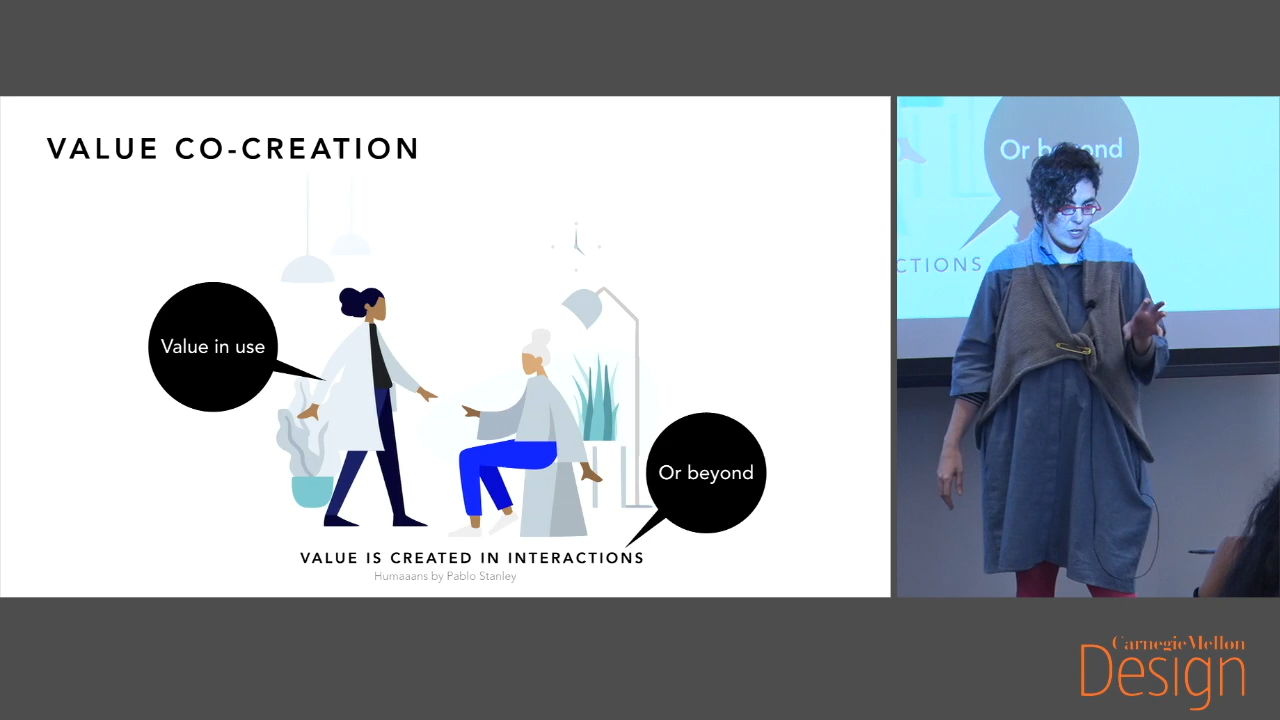 VALUE CO-CREATION
Value in use
Or beyond
VALUE IS CREATED IN INTERACTIONS
Humaaans by Pablo Stanley
Or beyond
CTIONS
Carnegie Mellon
Design